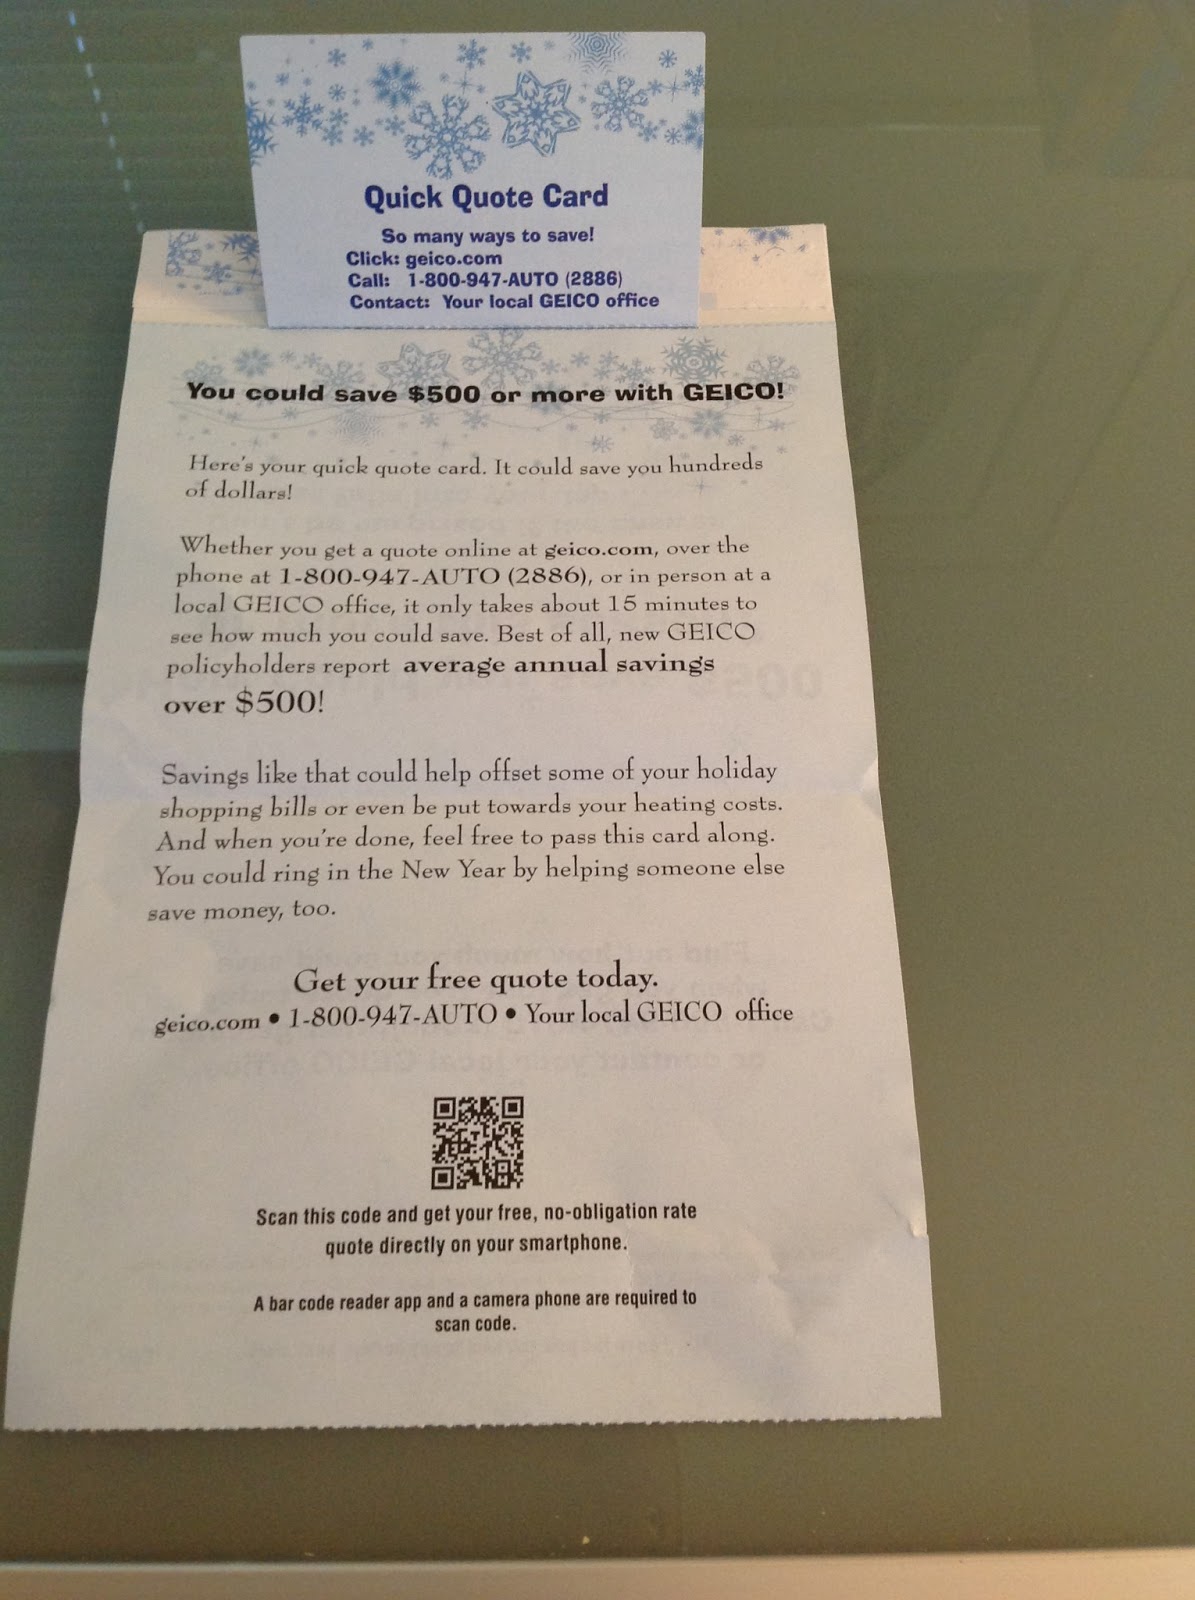 Quick Quote Card
So many ways to save!
Click: geico.com
Call: 1-800-947-AUTO (2886)
Contact: Your local GEICO office
You could save $500 or more with GEICO!
Here's your quick quote card. It could save you hundreds
of dollars!
Whether you get a quote online at geico.com, over the
phone at 1-800-947-AUTO (2886), or in person at a
local GEICO office, it only takes about 15 minutes to
see how much you could save. Best of all, new GEICO
policyholders report average annual savings
over $500!
Savings like that could help offset some of your holiday
shopping bills or even be put towards your heating costs.
And when you're done, feel free to pass this card along.
You could ring in the New Year by helping someone else
save money, too.
Get your free quote today.
geico.com • 1-800-947-AUTO • Your local GEICO office
Scan this code and get your free, no-obligation rate
quote directly on your smartphone.
A bar code reader app and a camera phone are required to
scan code.